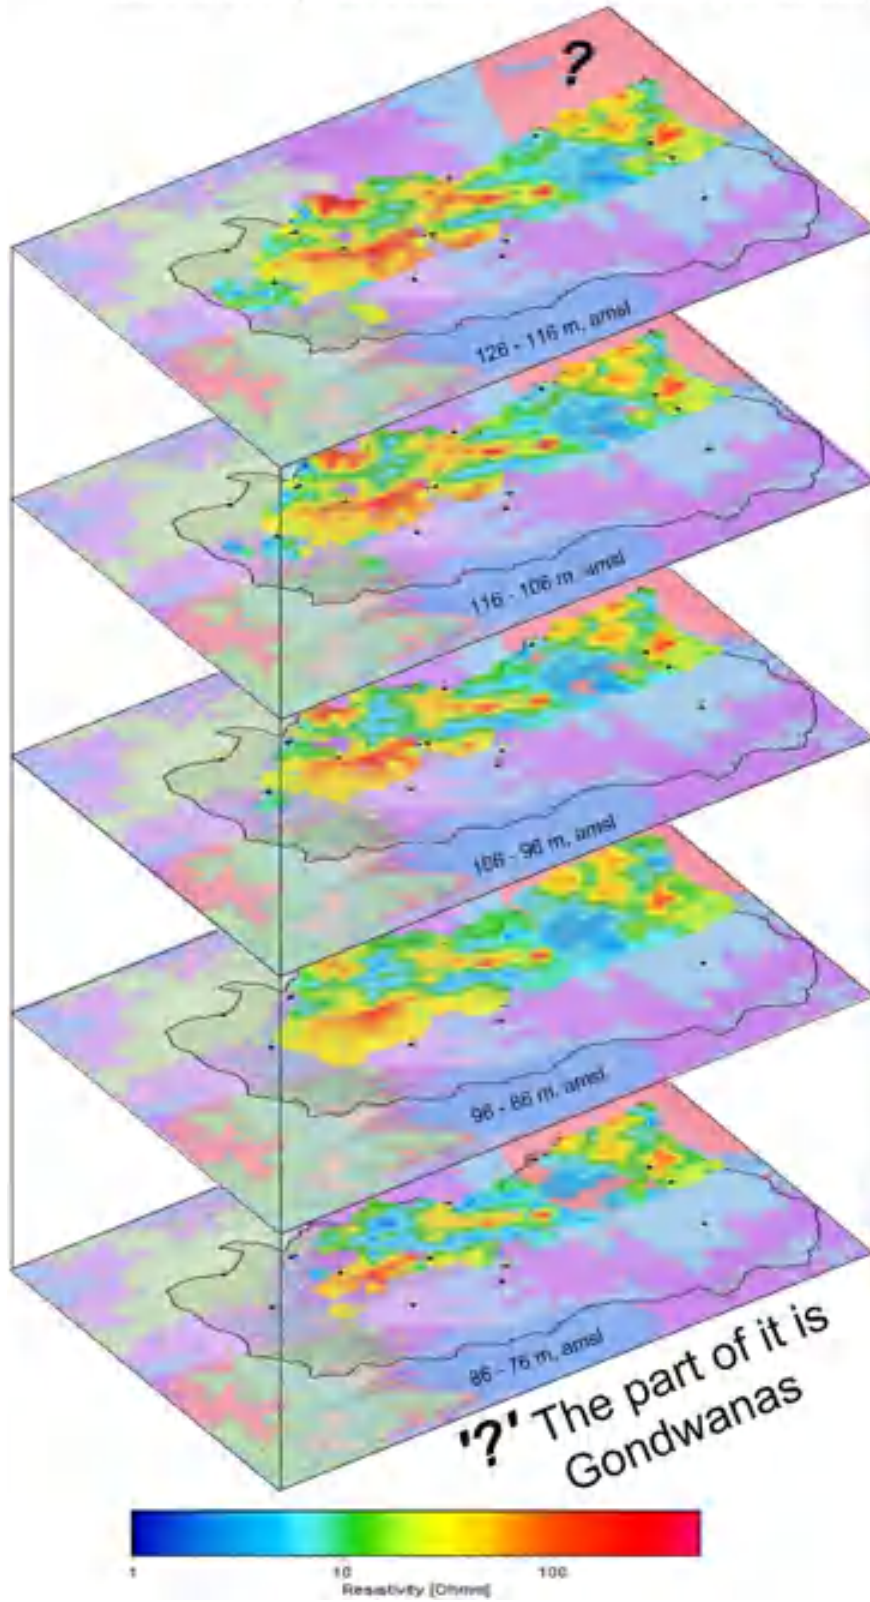 ?
126 - 116 m, amsl
116 - 106 m, amsl
106 - 96 m, amsl
96 - 86 m, amsl
86 - 76 m, amsl
'?' The part of it is
Gondwanas
1 10 100
Resistivity [Ohmm]